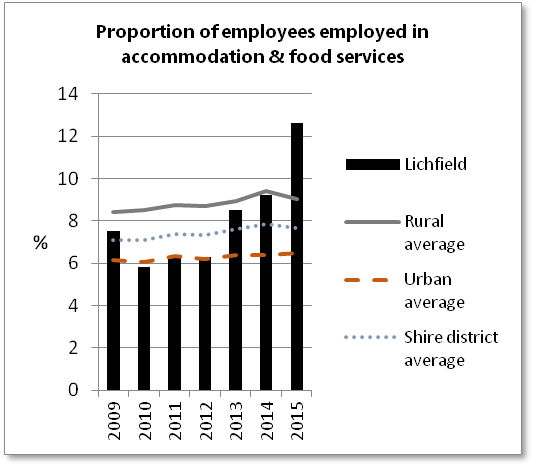 Proportion of employees employed in
accommodation & food services
14
12
10
8
6
4
2
0
%
2009
2010
2011
2012
2013
2014
2015
Lichfield
Rural
average
Urban
average
Shire district
average